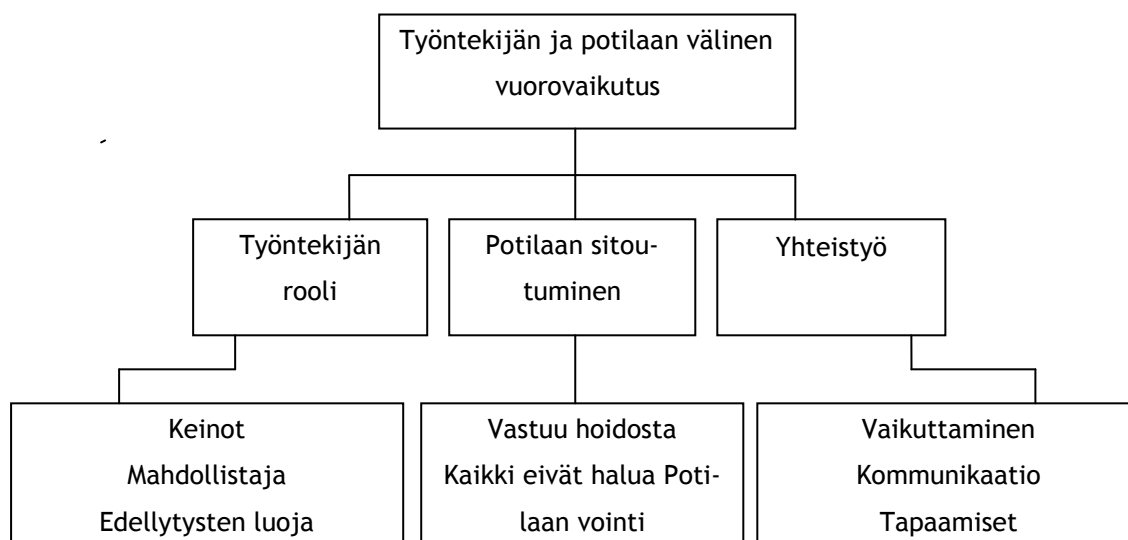 Työntekijän ja potilaan välinen
vuorovaikutus
Työntekijän
rooli
Potilaan sitou-
tuminen
Yhteistyö
Keinot
Mahdollistaja
Edellytysten luoja
Vastuu hoidosta
Kaikki eivät halua Poti-
laan vointi
Vaikuttaminen
Kommunikaatio
Tapaamiset